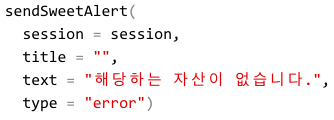 sendSweetAlert(
  session = session,
  title = "",
  text = "해당하는 자산이 없습니다.",
  type = "error")